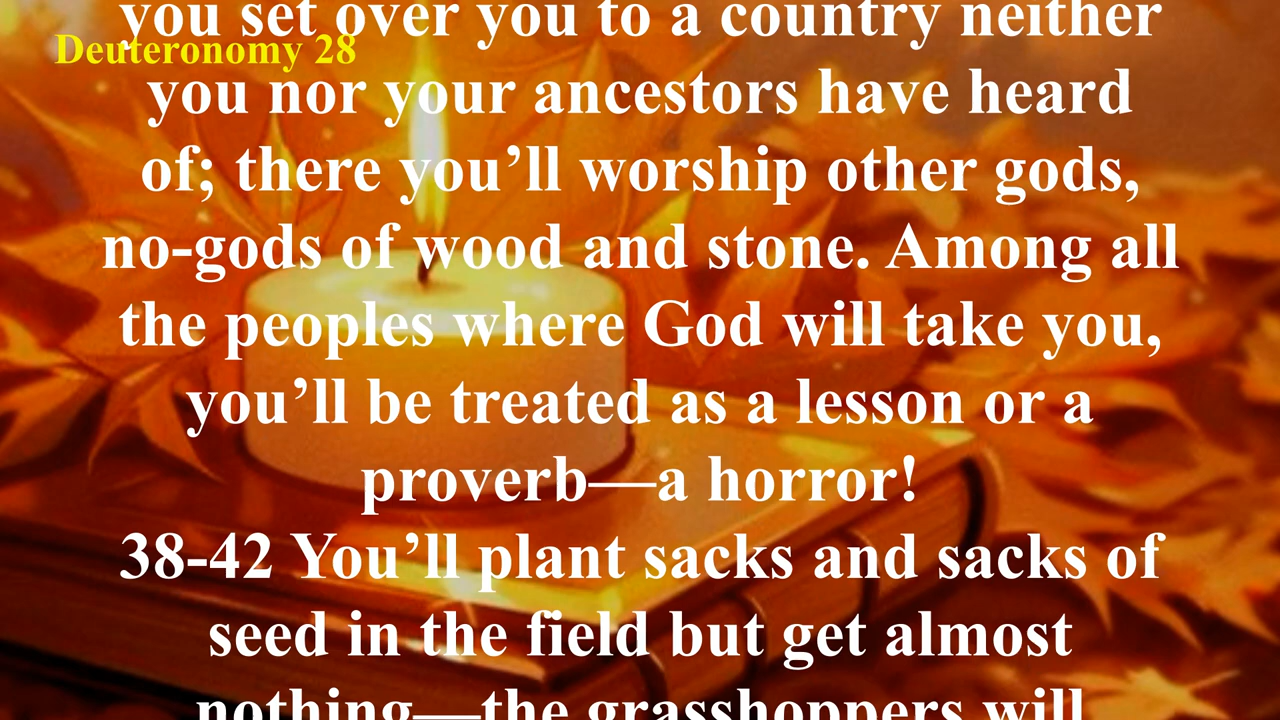 you set over you to a country neither
Deuteronomy 28
you nor your ancestors have heard
of; there you’ll worship other gods,
no-gods of wood and stone. Among all
the peoples where God will take you,
you’ll be treated as a lesson or a
proverb—a horror!
38-42 You’ll plant sacks and sacks of
seed in the field but get almost
nothing—the grasshoppers will